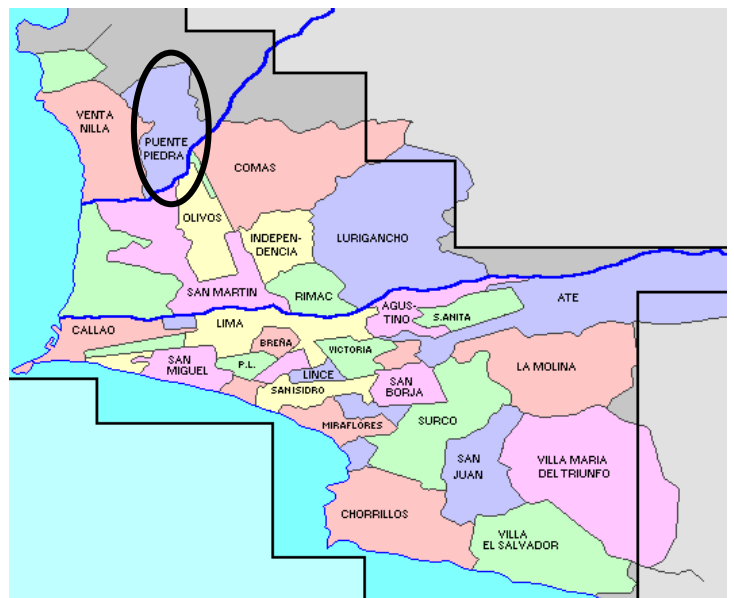 VENTA
NILLA
PUENTE
PIEDRA
COMAS
OLIVOS
INDEPEN-
DENCIA
LURIGANCHO
SAN MARTIN
RIMAC
ATE
AGUS-
TINO
S.ANITA
CALLAO
LIMA
BREÑA
VICTORIA
SAN
MIGUEL
P.L.
LINCE
LA MOLINA
SAN ISIDRO
SAN
BORJA
MIRAFLORES
SURCO
SAN
JUAN
VILLA MARIA
DEL TRIUNFO
CHORRILLOS
VILLA
EL SALVADOR